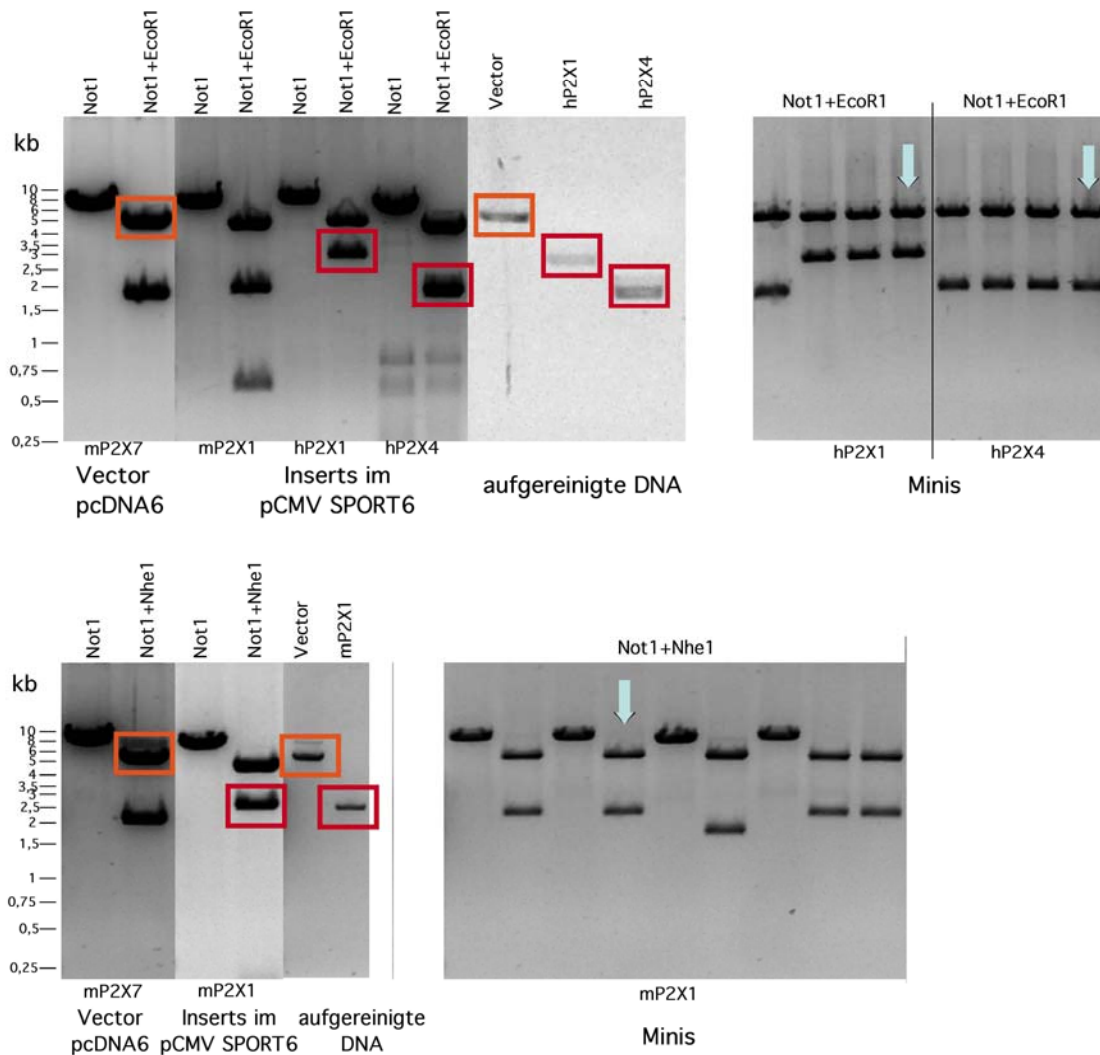 Not1
Not1+EcoR1
Not1
Not1+EcoR1
Not1
Not1+EcoR1
Not1
Not1+EcoR1
Vector
hP2X1
hP2X4
Not1+EcoR1
Not1+EcoR1
kb
10
8
6
5
4
3,5
3
2,5
2
1,5
1
0,75
0,5
0,25
mP2X7
mP2X1
hP2X1
hP2X4
Vector
pcDNA6
Inserts im
pCMV SPORT6
aufgereinigte DNA
hP2X1
hP2X4
Minis
Not1
Not1+Nhe1
Not1
Not1+Nhe1
Vector
mP2X1
Not1+Nhe1
kb
10
8
6
5
4
3,5
3
2,5
2
1,5
1
0,75
0,5
0,25
mP2X7
mP2X1
Vector
pcDNA6
Inserts im
pCMV SPORT6
aufgereinigte
DNA
mP2X1
Minis